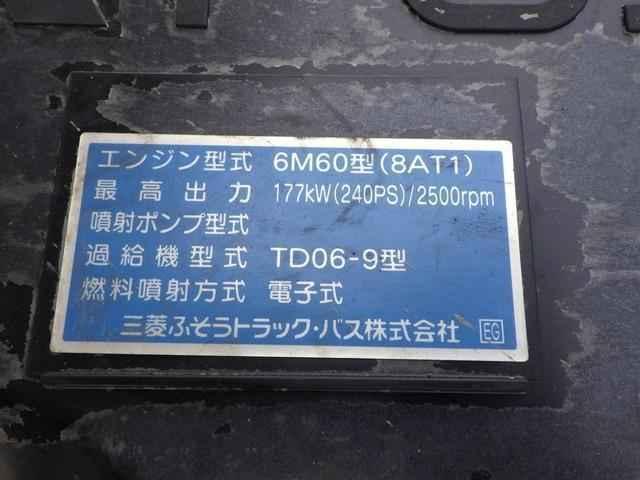 エンジン型式 6M60型(8AT1)
最高出力 177kW(240PS)/2500rpm
噴射ポンプ型式
過給機型式 TD06-9型
燃料噴射方式 電子式
三菱ふそうトラック・バス株式会社 EG